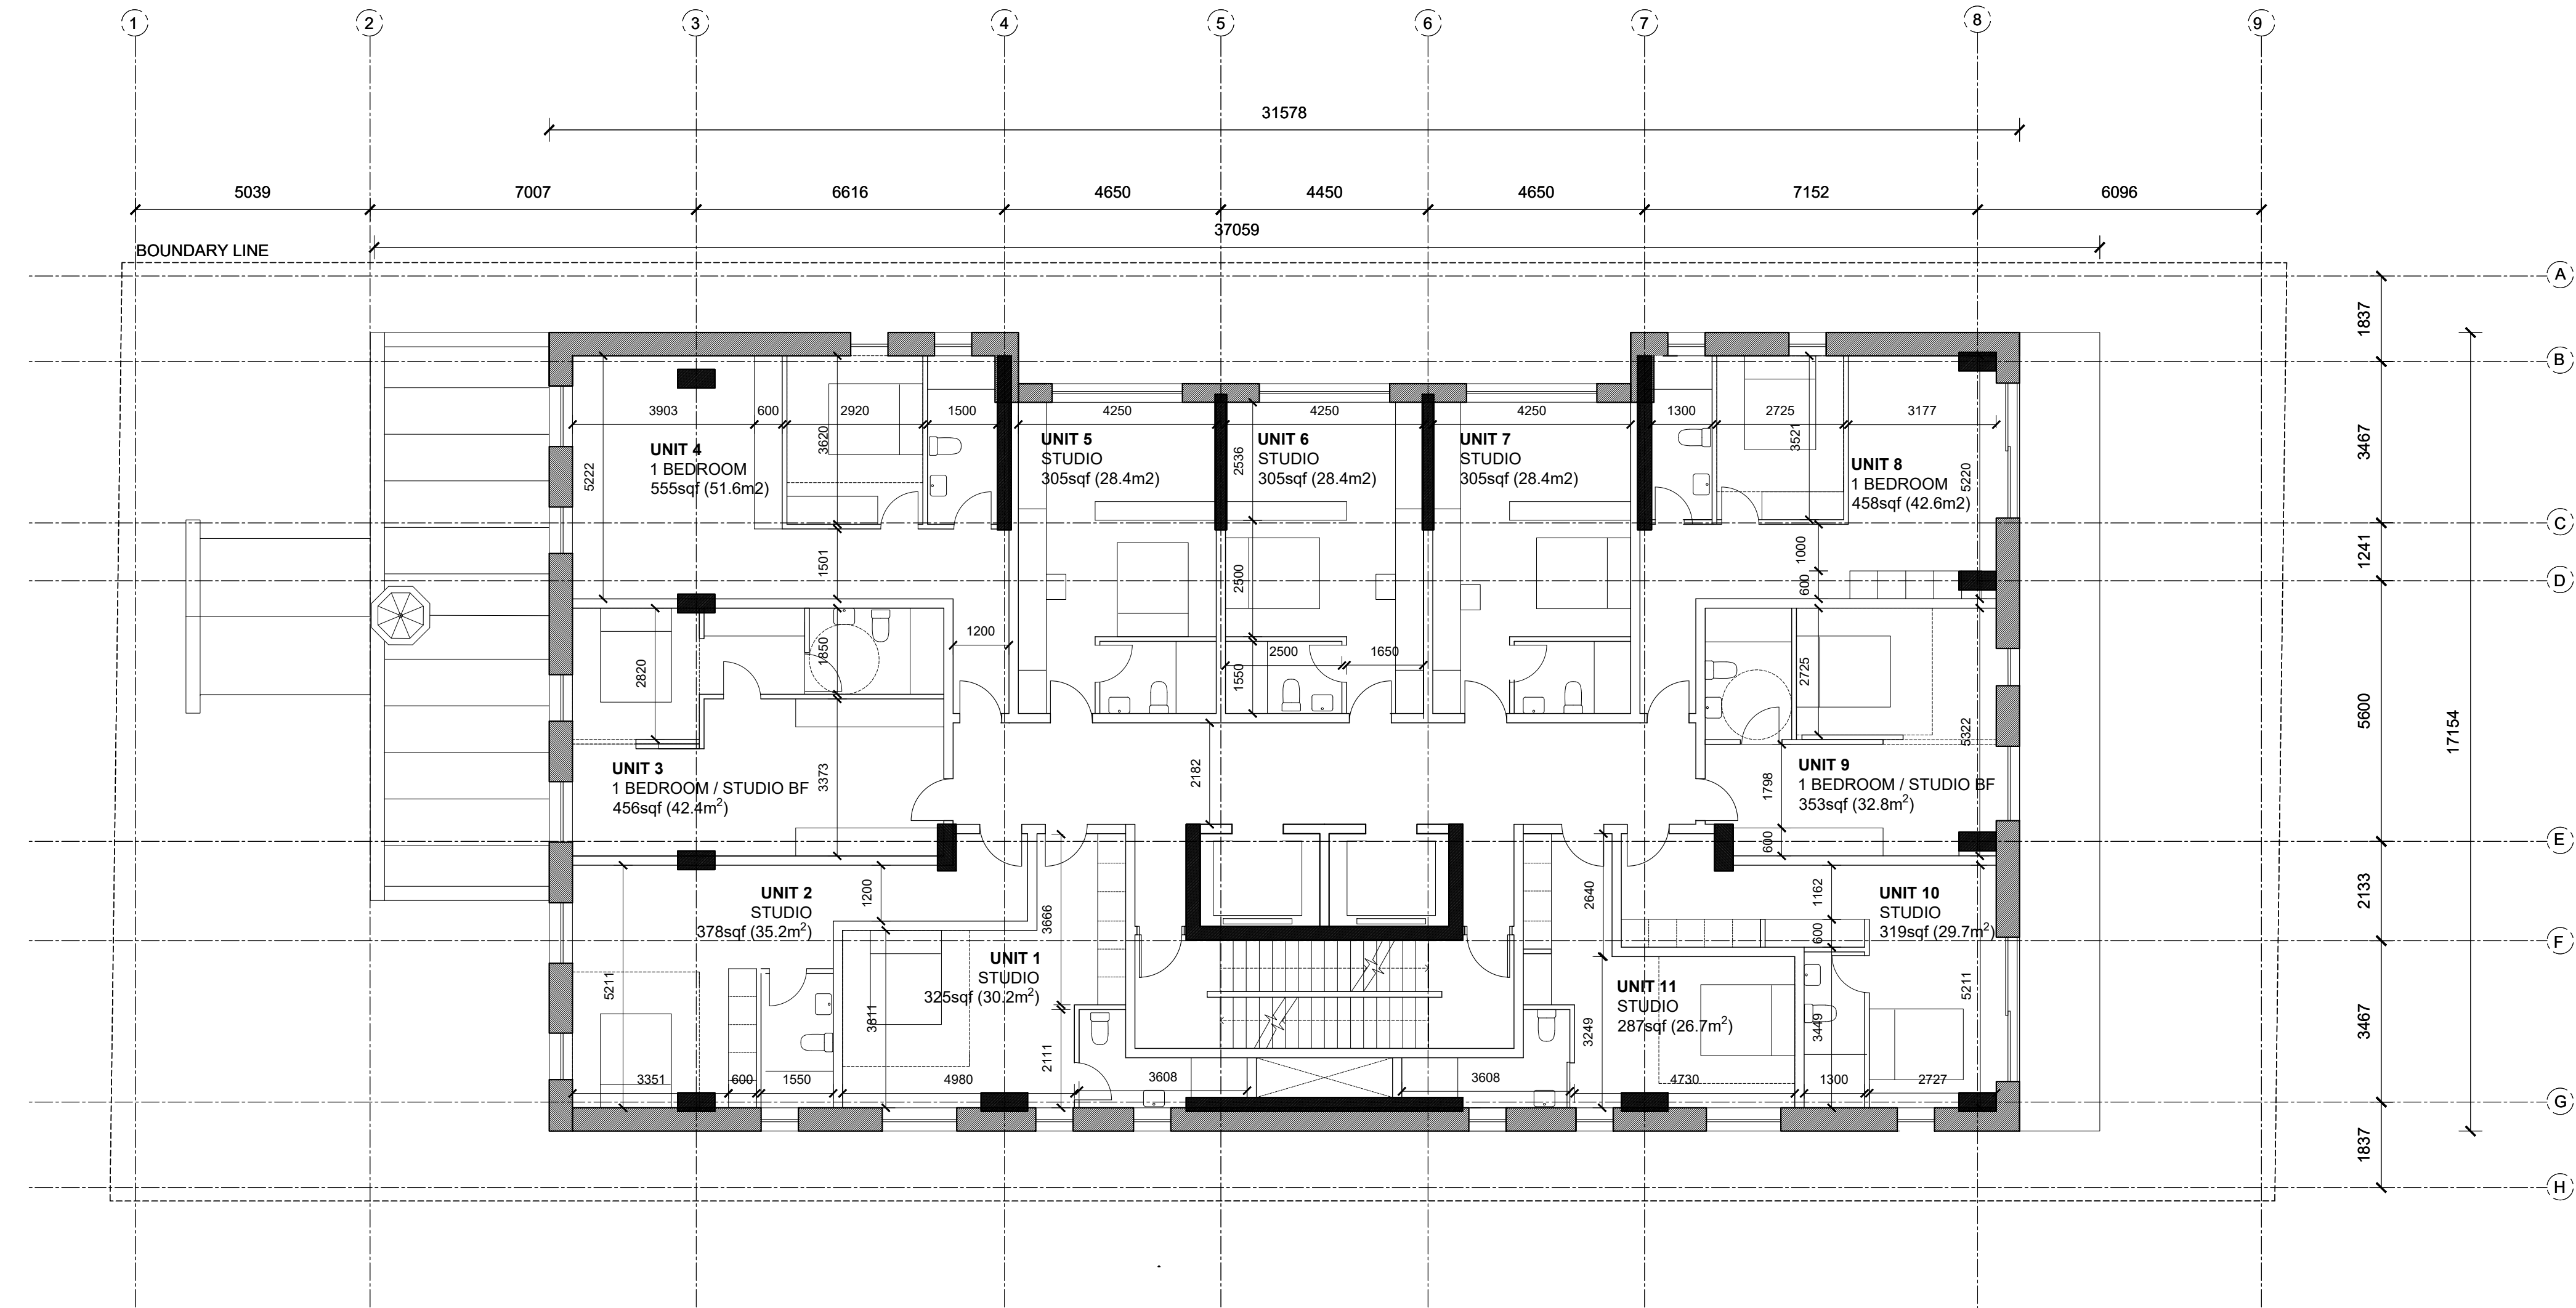 1 2 3 4 5 6 7 8 9
31578
5039 7007 6616 4650 4450 4650 7152 6096
37059
BOUNDARY LINE
A
1837
B
3467
C
1241
D
5600
E
2133
F
3467
G
1837
H
17154
3903 600 2920 1500 4250 4250 4250 1300 2725 3177
3620
5222
1501
UNIT 4
1 BEDROOM
555sqf (51.6m2)
UNIT 5
STUDIO
305sqf (28.4m2)
2536
2500
1550
UNIT 6
STUDIO
305sqf (28.4m2)
2500 1650
UNIT 7
STUDIO
305sqf (28.4m2)
3521
UNIT 8
1 BEDROOM
458sqf (42.6m2)
5220
1000
600
1200
2820
1850
3373
UNIT 3
1 BEDROOM / STUDIO BF
456sqf (42.4m²)
2182
2725
5322
1798
600
UNIT 9
1 BEDROOM / STUDIO BF
353sqf (32.8m²)
1200
UNIT 2
STUDIO
378sqf (35.2m²)
5211
3666
UNIT 1
STUDIO
325sqf (30.2m²)
3811
2111
3351 600 1550 4980 3608 3608 4730 1300 2727
2640
3249
UNIT 11
STUDIO
287sqf (26.7m²)
1162
600
3449
UNIT 10
STUDIO
319sqf (29.7m²)
5211